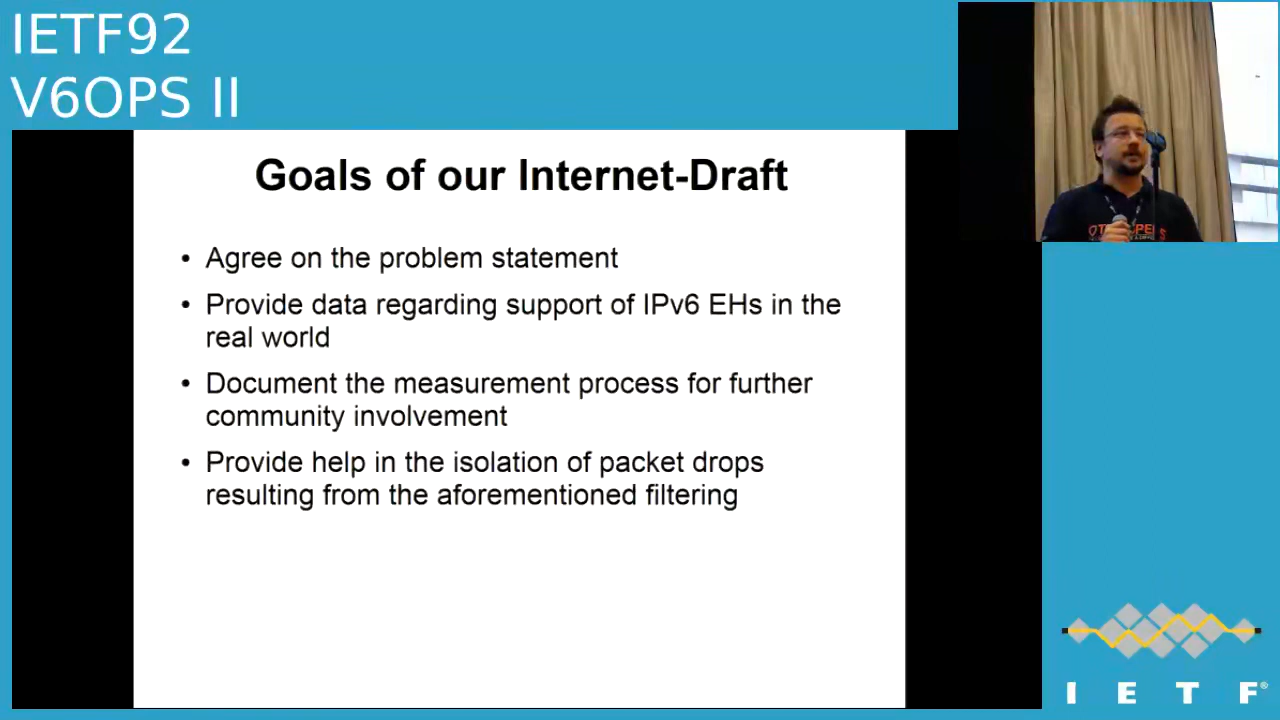 IETF92
V6OPS II
Goals of our Internet-Draft
• Agree on the problem statement
• Provide data regarding support of IPv6 EHs in the
real world
• Document the measurement process for further
community involvement
• Provide help in the isolation of packet drops
resulting from the aforementioned filtering
I E T F®